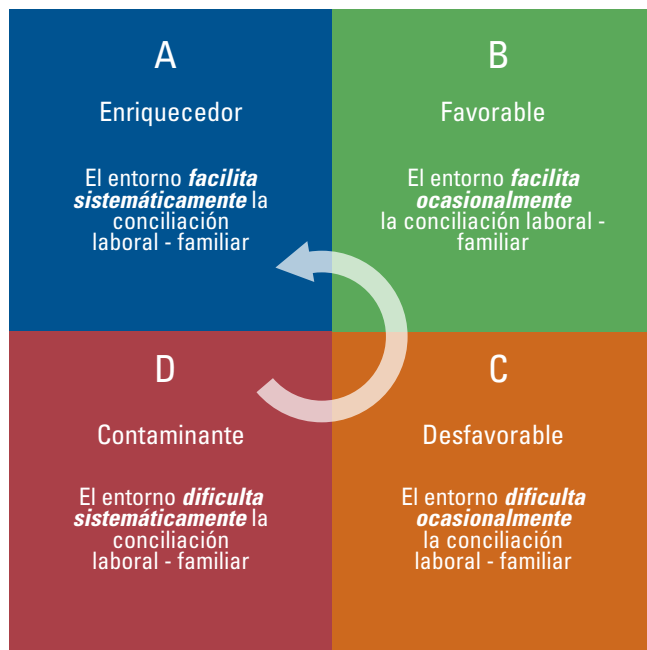 A
Enriquecedor
El entorno facilita
sistemáticamente la
conciliación
laboral - familiar
B
Favorable
El entorno facilita
ocasionalmente
la conciliación laboral -
familiar
D
Contaminante
El entorno dificulta
sistemáticamente la
conciliación
laboral - familiar
C
Desfavorable
El entorno dificulta
ocasionalmente
la conciliación
laboral - familiar